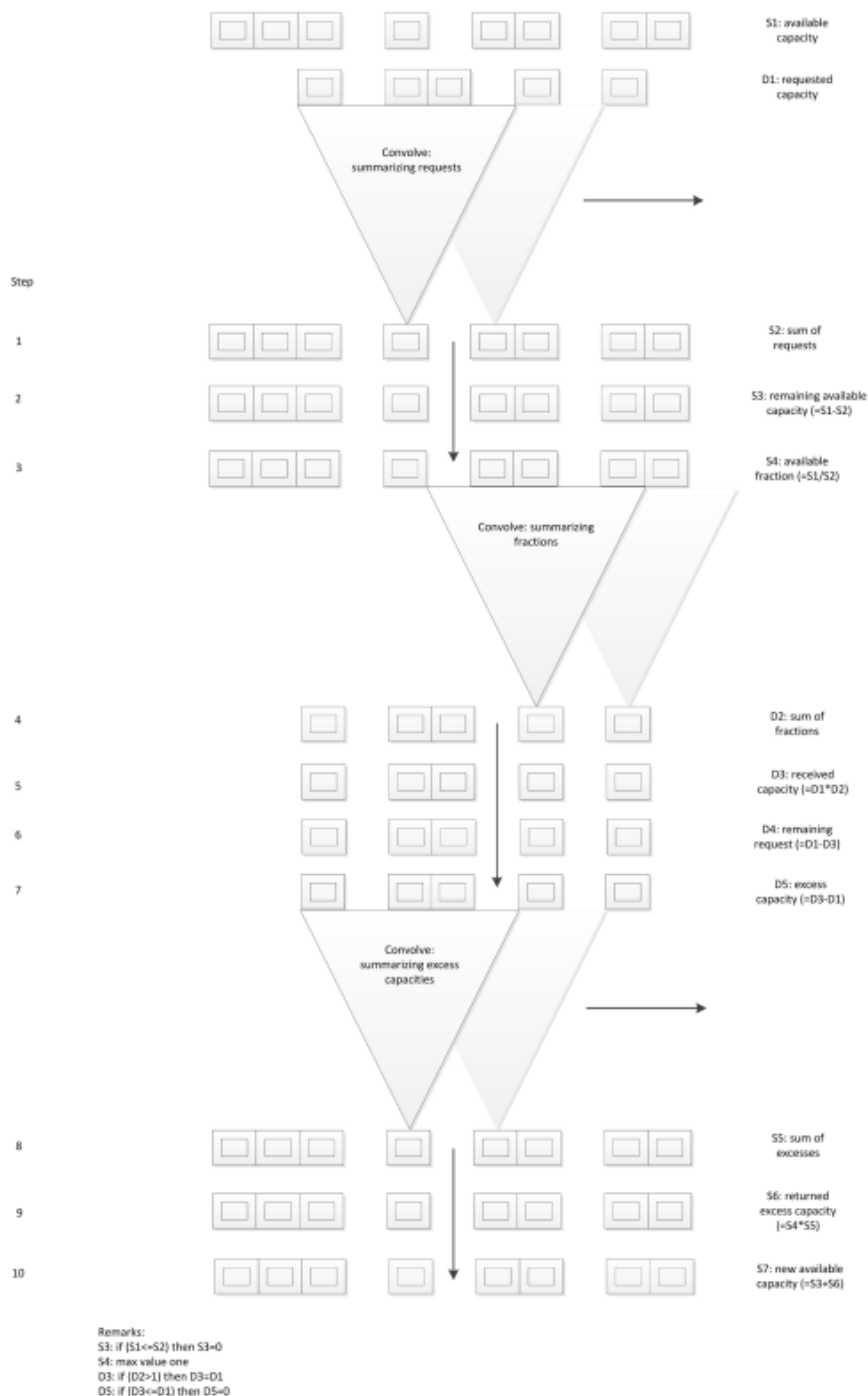 S1: available
capacity
D1: requested
capacity
Convolve:
summarizing requests
Step
1
S2: sum of
requests
2
S3: remaining available
capacity (=S1-S2)
3
S4: available
fraction (=S1/S2)
Convolve: summarizing
fractions
4
D2: sum of
fractions
5
D3: received
capacity (=D1*D2)
6
D4: remaining
request (=D1-D3)
7
D5: excess
capacity (=D3-D1)
Convolve:
summarizing excess
capacities
8
S5: sum of
excesses
9
S6: returned
excess capacity
(=S4*S5)
10
S7: new available
capacity (=S3+S6)
Remarks:
S3: if (S1<=S2) then S3=0
S4: max value one
D3: if (D2>1) then D3=D1
D5: if (D3<=D1) then D5=0